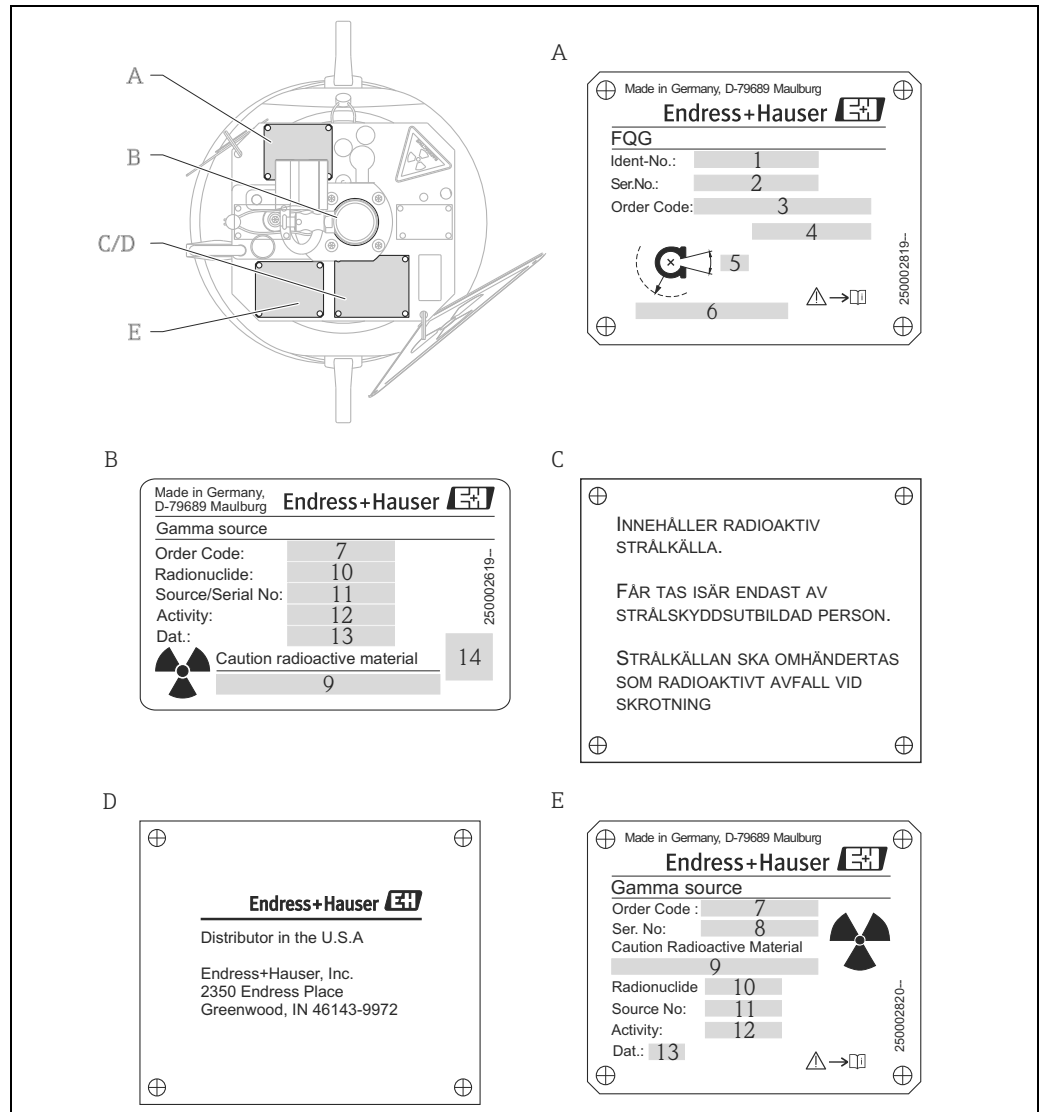 A
B
C/D
E
A
Made in Germany, D-79689 Maulburg
Endress+Hauser EH
FQG
Ident-No.: 1
Ser.No.: 2
Order Code: 3
4
5
6
250002819--
B
Made in Germany,
D-79689 Maulburg
Endress+Hauser EH
Gamma source
Order Code: 7
Radionuclide: 10
Source/Serial No: 11
Activity: 12
Dat.: 13
Caution radioactive material
9
14
250002619--
C
INNEHÅLLER RADIOAKTIV
STRÅLKÄLLA.
FÅR TAS ISÄR ENDAST AV
STRÅLSKYDDSUTBILDAD PERSON.
STRÅLKÄLLAN SKA OMHÄNDERTAS
SOM RADIOAKTIVT AVFALL VID
SKROTNING
D
Endress+Hauser EH
Distributor in the U.S.A
Endress+Hauser, Inc.
2350 Endress Place
Greenwood, IN 46143-9972
E
Made in Germany, D-79689 Maulburg
Endress+Hauser EH
Gamma source
Order Code : 7
Ser. No: 8
Caution Radioactive Material
9
Radionuclide 10
Source No: 11
Activity: 12
Dat.: 13
250002820--